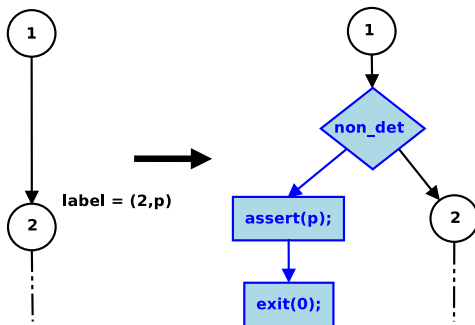 1
2
label = (2,p)
1
non_det
assert(p);
2
exit(0);